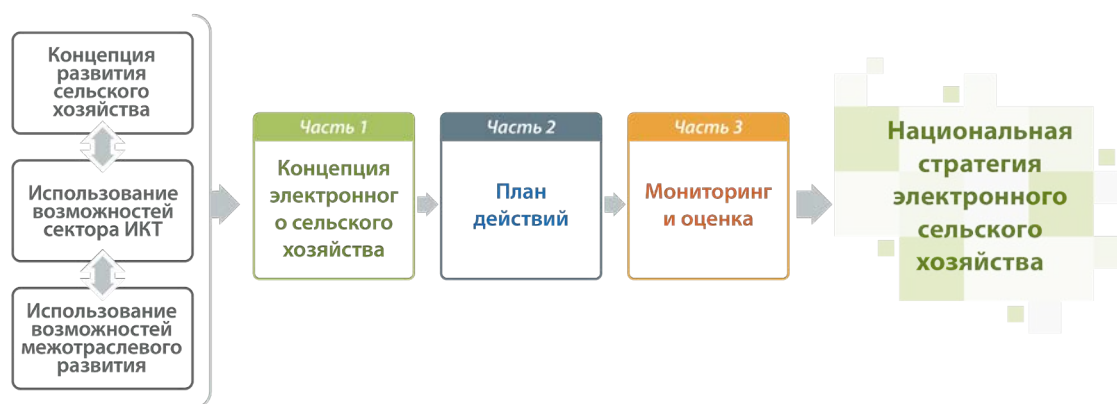 Концепция
развития
сельского
хозяйства
Использование
возможностей
сектора ИКТ
Использование
возможностей
межотраслевого
развития
Часть 1
Концепция
электронног
о сельского
хозяйства
Часть 2
План
действий
Часть 3
Мониторинг
и оценка
Национальная
стратегия
электронного
сельского
хозяйства